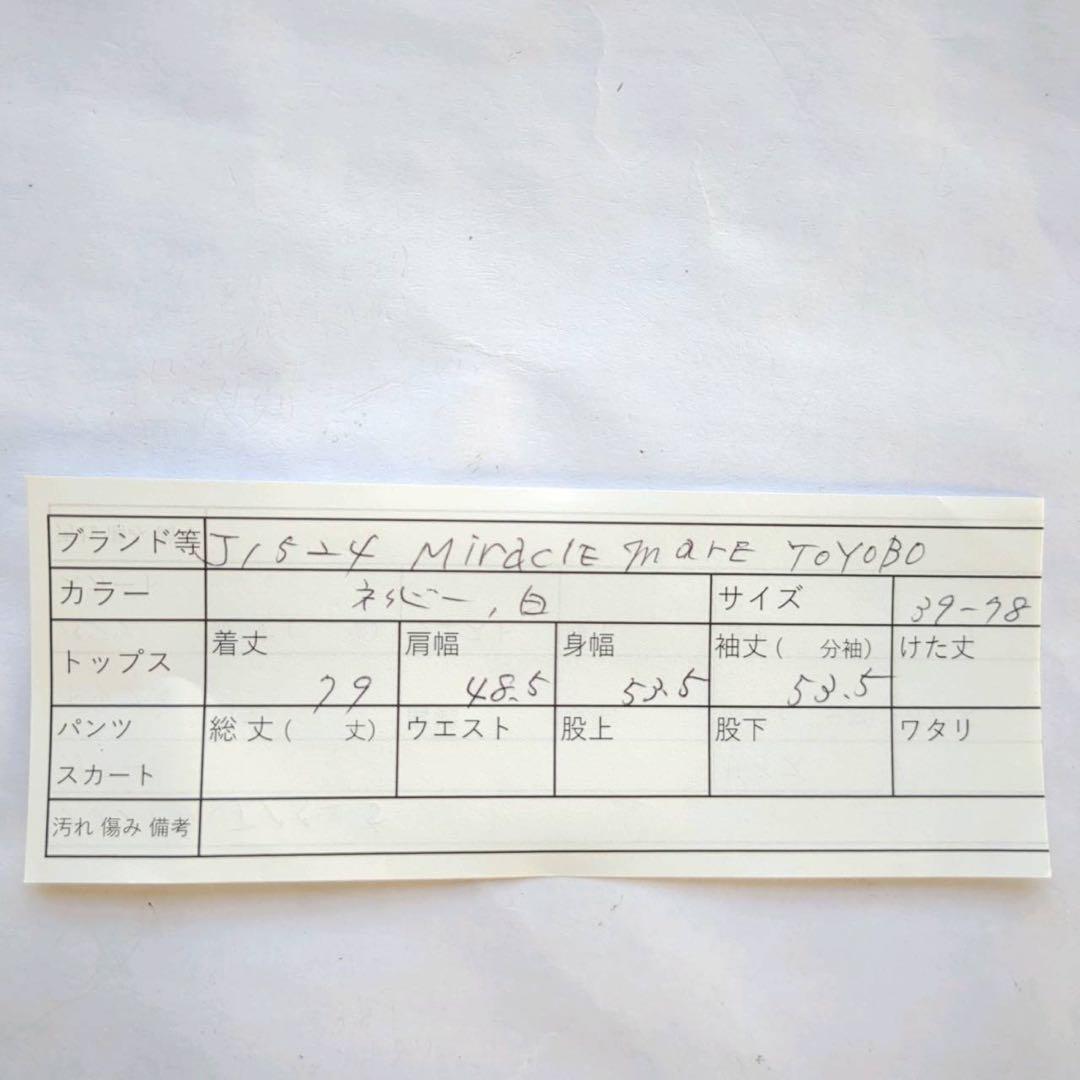 ブランド等 J1524 Miracle mare TOYOBO
カラー ネイビー,白 サイズ 39-78
トップス 着丈 79 肩幅 48.5 身幅 53.5 袖丈( 分袖) 53.5 けた丈
パンツ スカート 総丈( 丈) ウエスト 股上 股下 ワタリ
汚れ 傷み 備考